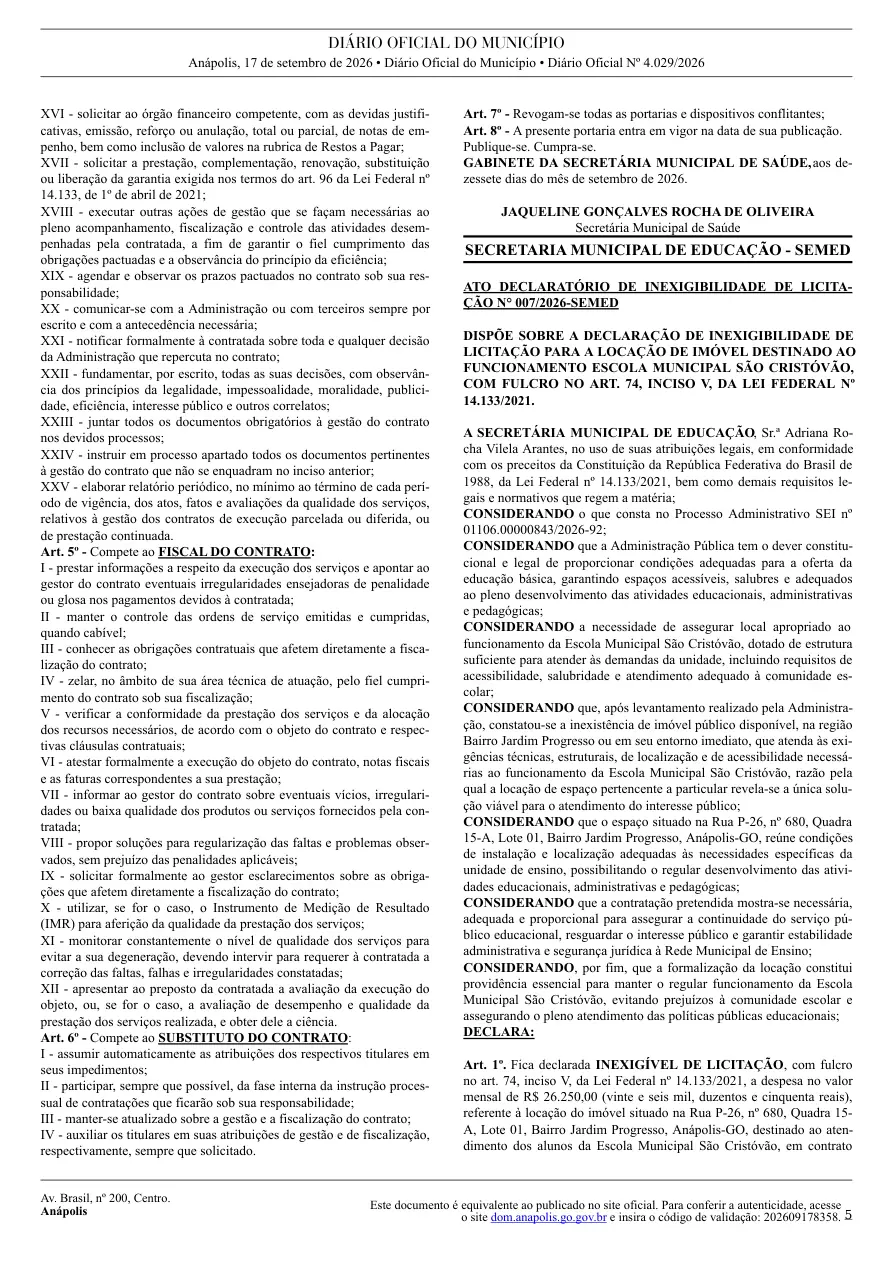 DIÁRIO OFICIAL DO MUNICÍPIO
Anápolis, 17 de setembro de 2026 • Diário Oficial do Município • Diário Oficial Nº 4.029/2026
XVI - solicitar ao órgão financeiro competente, com as devidas justifi-
cativas, emissão, reforço ou anulação, total ou parcial, de notas de em-
penho, bem como inclusão de valores na rubrica de Restos a Pagar;
XVII - solicitar a prestação, complementação, renovação, substituição
ou liberação da garantia exigida nos termos do art. 96 da Lei Federal nº
14.133, de 1º de abril de 2021;
XVIII - executar outras ações de gestão que se façam necessárias ao
pleno acompanhamento, fiscalização e controle das atividades desem-
penhadas pela contratada, a fim de garantir o fiel cumprimento das
obrigações pactuadas e a observância do princípio da eficiência;
XIX - agendar e observar os prazos pactuados no contrato sob sua res-
ponsabilidade;
XX - comunicar-se com a Administração ou com terceiros sempre por
escrito e com a antecedência necessária;
XXI - notificar formalmente à contratada sobre toda e qualquer decisão
da Administração que repercuta no contrato;
XXII - fundamentar, por escrito, todas as suas decisões, com observân-
cia dos princípios da legalidade, impessoalidade, moralidade, publici-
dade, eficiência, interesse público e outros correlatos;
XXIII - juntar todos os documentos obrigatórios à gestão do contrato
nos devidos processos;
XXIV - instruir em processo apartado todos os documentos pertinentes
à gestão do contrato que não se enquadram no inciso anterior;
XXV - elaborar relatório periódico, no mínimo ao término de cada perí-
odo de vigência, dos atos, fatos e avaliações da qualidade dos serviços,
relativos à gestão dos contratos de execução parcelada ou diferida, ou
de prestação continuada.
Art. 5º - Compete ao FISCAL DO CONTRATO:
I - prestar informações a respeito da execução dos serviços e apontar ao
gestor do contrato eventuais irregularidades ensejadoras de penalidade
ou glosa nos pagamentos devidos à contratada;
II - manter o controle das ordens de serviço emitidas e cumpridas,
quando cabível;
III - conhecer as obrigações contratuais que afetem diretamente a fisca-
lização do contrato;
IV - zelar, no âmbito de sua área técnica de atuação, pelo fiel cumpri-
mento do contrato sob sua fiscalização;
V - verificar a conformidade da prestação dos serviços e da alocação
dos recursos necessários, de acordo com o objeto do contrato e respec-
tivas cláusulas contratuais;
VI - atestar formalmente a execução do objeto do contrato, notas fiscais
e as faturas correspondentes a sua prestação;
VII - informar ao gestor do contrato sobre eventuais vícios, irregulari-
dades ou baixa qualidade dos produtos ou serviços fornecidos pela con-
tratada;
VIII - propor soluções para regularização das faltas e problemas obser-
vados, sem prejuízo das penalidades aplicáveis;
IX - solicitar formalmente ao gestor esclarecimentos sobre as obriga-
ções que afetem diretamente a fiscalização do contrato;
X - utilizar, se for o caso, o Instrumento de Medição de Resultado
(IMR) para aferição da qualidade da prestação dos serviços;
XI - monitorar constantemente o nível de qualidade dos serviços para
evitar a sua degeneração, devendo intervir para requerer à contratada a
correção das faltas, falhas e irregularidades constatadas;
XII - apresentar ao preposto da contratada a avaliação da execução do
objeto, ou, se for o caso, a avaliação de desempenho e qualidade da
prestação dos serviços realizada, e obter dele a ciência.
Art. 6º - Compete ao SUBSTITUTO DO CONTRATO:
I - assumir automaticamente as atribuições dos respectivos titulares em
seus impedimentos;
II - participar, sempre que possível, da fase interna da instrução proces-
sual de contratações que ficarão sob sua responsabilidade;
III - manter-se atualizado sobre a gestão e a fiscalização do contrato;
IV - auxiliar os titulares em suas atribuições de gestão e de fiscalização,
respectivamente, sempre que solicitado.
Art. 7º - Revogam-se todas as portarias e dispositivos conflitantes;
Art. 8º - A presente portaria entra em vigor na data de sua publicação.
Publique-se. Cumpra-se.
GABINETE DA SECRETÁRIA MUNICIPAL DE SAÚDE, aos de-
zessete dias do mês de setembro de 2026.
JAQUELINE GONÇALVES ROCHA DE OLIVEIRA
Secretária Municipal de Saúde
SECRETARIA MUNICIPAL DE EDUCAÇÃO - SEMED
ATO DECLARATÓRIO DE INEXIGIBILIDADE DE LICITA-
ÇÃO N° 007/2026-SEMED
DISPÕE SOBRE A DECLARAÇÃO DE INEXIGIBILIDADE DE
LICITAÇÃO PARA A LOCAÇÃO DE IMÓVEL DESTINADO AO
FUNCIONAMENTO ESCOLA MUNICIPAL SÃO CRISTÓVÃO,
COM FULCRO NO ART. 74, INCISO V, DA LEI FEDERAL Nº
14.133/2021.
A SECRETÁRIA MUNICIPAL DE EDUCAÇÃO, Sr.ª Adriana Ro-
cha Vilela Arantes, no uso de suas atribuições legais, em conformidade
com os preceitos da Constituição da República Federativa do Brasil de
1988, da Lei Federal nº 14.133/2021, bem como demais requisitos le-
gais e normativos que regem a matéria;
CONSIDERANDO o que consta no Processo Administrativo SEI nº
01106.00000843/2026-92;
CONSIDERANDO que a Administração Pública tem o dever constitu-
cional e legal de proporcionar condições adequadas para a oferta da
educação básica, garantindo espaços acessíveis, salubres e adequados
ao pleno desenvolvimento das atividades educacionais, administrativas
e pedagógicas;
CONSIDERANDO a necessidade de assegurar local apropriado ao
funcionamento da Escola Municipal São Cristóvão, dotado de estrutura
suficiente para atender às demandas da unidade, incluindo requisitos de
acessibilidade, salubridade e atendimento adequado à comunidade es-
colar;
CONSIDERANDO que, após levantamento realizado pela Administra-
ção, constatou-se a inexistência de imóvel público disponível, na região
Bairro Jardim Progresso ou em seu entorno imediato, que atenda às exi-
gências técnicas, estruturais, de localização e de acessibilidade necessá-
rias ao funcionamento da Escola Municipal São Cristóvão, razão pela
qual a locação de espaço pertencente a particular revela-se a única solu-
ção viável para o atendimento do interesse público;
CONSIDERANDO que o espaço situado na Rua P-26, nº 680, Quadra
15-A, Lote 01, Bairro Jardim Progresso, Anápolis-GO, reúne condições
de instalação e localização adequadas às necessidades específicas da
unidade de ensino, possibilitando o regular desenvolvimento das ativi-
dades educacionais, administrativas e pedagógicas;
CONSIDERANDO que a contratação pretendida mostra-se necessária,
adequada e proporcional para assegurar a continuidade do serviço pú-
blico educacional, resguardar o interesse público e garantir estabilidade
administrativa e segurança jurídica à Rede Municipal de Ensino;
CONSIDERANDO, por fim, que a formalização da locação constitui
providência essencial para manter o regular funcionamento da Escola
Municipal São Cristóvão, evitando prejuízos à comunidade escolar e
assegurando o pleno atendimento das políticas públicas educacionais;
DECLARA:
Art. 1º. Fica declarada INEXIGÍVEL DE LICITAÇÃO, com fulcro
no art. 74, inciso V, da Lei Federal nº 14.133/2021, a despesa no valor
mensal de R$ 26.250,00 (vinte e seis mil, duzentos e cinquenta reais),
referente à locação do imóvel situado na Rua P-26, nº 680, Quadra 15-
A, Lote 01, Bairro Jardim Progresso, Anápolis-GO, destinado ao aten-
dimento dos alunos da Escola Municipal São Cristóvão, em contrato
Av. Brasil, nº 200, Centro.
Anápolis
Este documento é equivalente ao publicado no site oficial. Para conferir a autenticidade, acesse
o site dom.anapolis.go.gov.br e insira o código de validação: 202609178358. 5